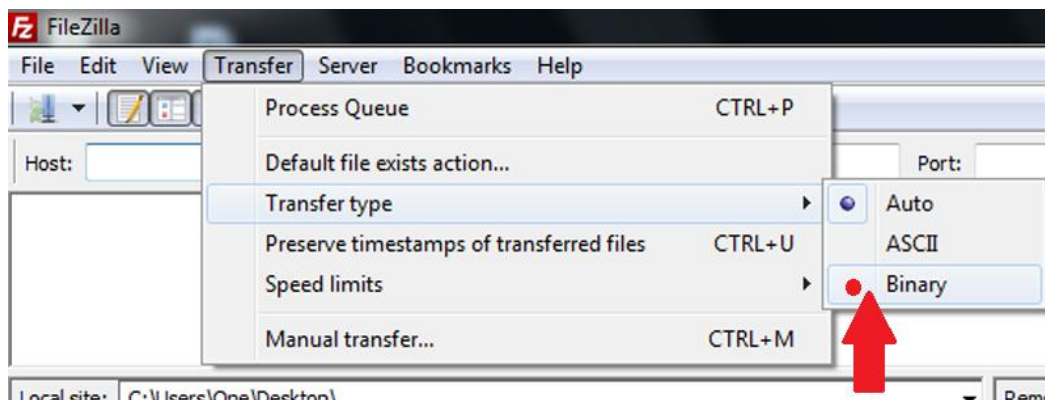 Fz FileZilla
File Edit View Transfer Server Bookmarks Help
Process Queue CTRL+P
Host: Default file exists action... Port:
Transfer type Auto
Preserve timestamps of transferred files CTRL+U ASCII
Speed limits Binary
Manual transfer... CTRL+M
Local site: C:\Users\One\Desktop\ Rem